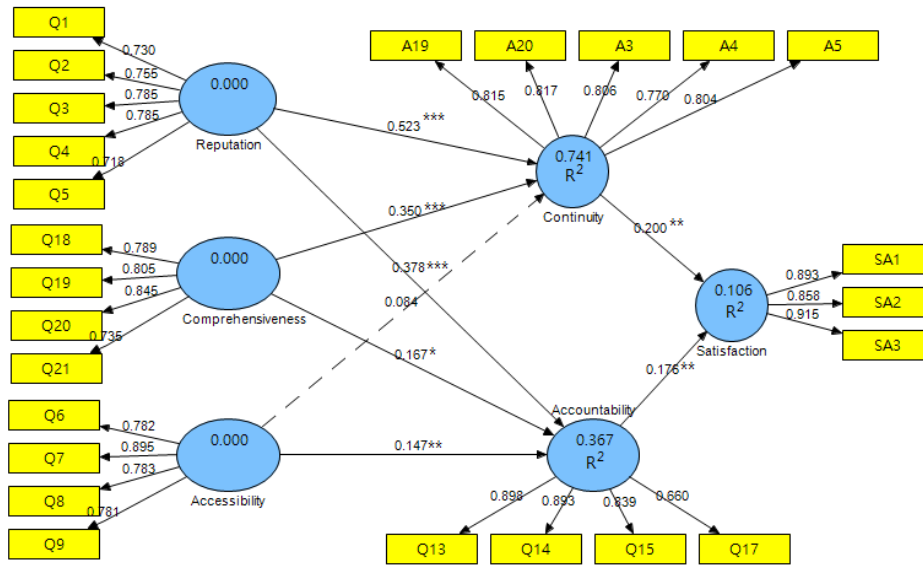 Q1
Q2
Q3
Q4
Q5
0.730
0.755
0.785
0.785
0.718
0.000
Reputation
A19
A20
A3
A4
A5
0.815
0.817
0.806
0.770
0.804
0.523 ***
0.741
R²
Continuity
Q18
Q19
Q20
Q21
0.789
0.805
0.845
0.735
0.000
Comprehensiveness
0.350 ***
0.378 ***
0.084
0.167 *
0.200 **
0.106
R²
Satisfaction
0.893
0.858
0.915
SA1
SA2
SA3
0.176 **
Q6
Q7
Q8
Q9
0.782
0.895
0.783
0.781
0.000
Accessibility
0.147 **
Accountability
0.367
R²
0.898
0.893
0.839
0.660
Q13
Q14
Q15
Q17